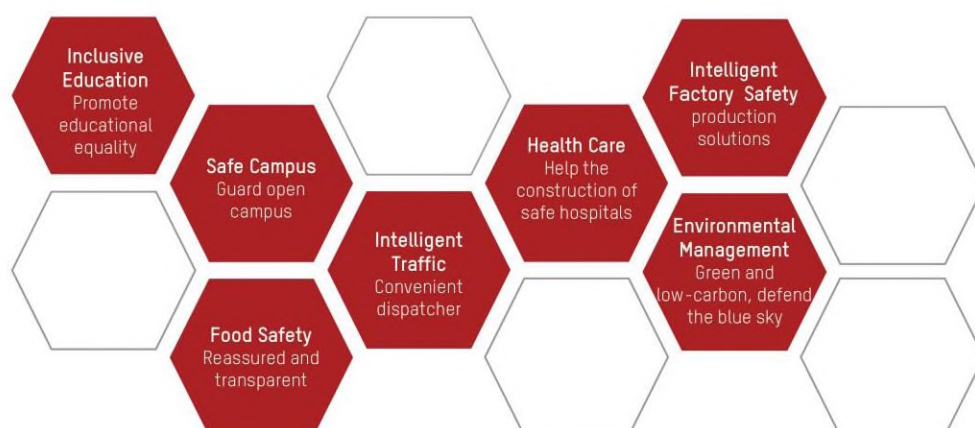 Inclusive
Education
Promote
educational
equality
Safe Campus
Guard open
campus
Food Safety
Reassured and
transparent
Intelligent
Traffic
Convenient
dispatcher
Health Care
Help the
construction of
safe hospitals
Intelligent
Factory Safety
production
solutions
Environmental
Management
Green and
low-carbon, defend
the blue sky